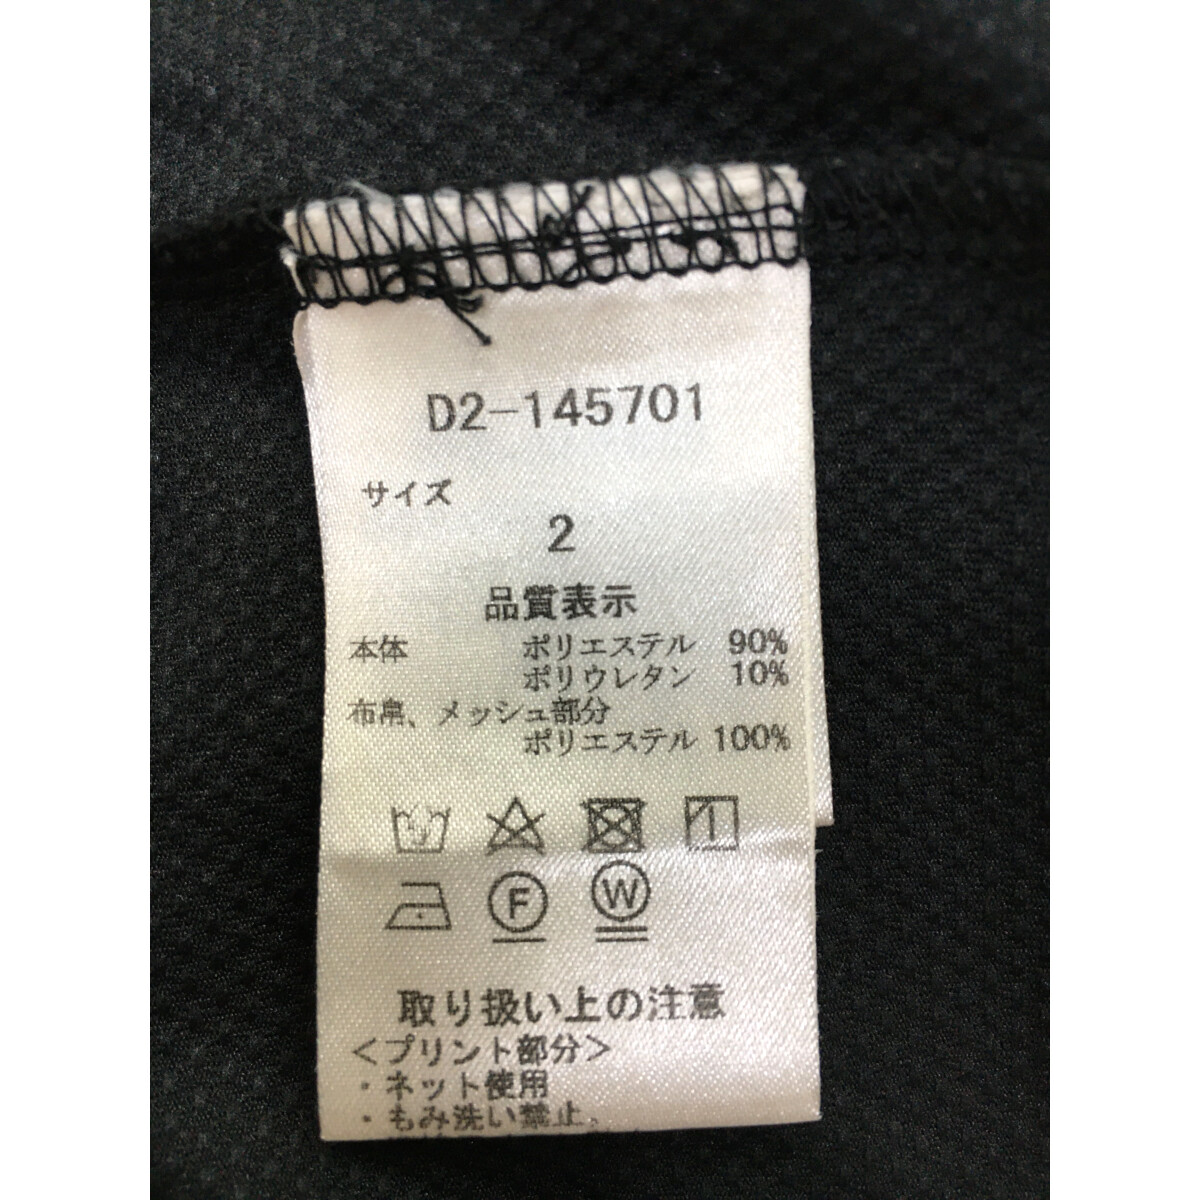 D2-145701
サイズ
2
品質表示
本体 ポリエステル 90%
ポリウレタン 10%
布帛、メッシュ部分
ポリエステル 100%
F W
取り扱い上の注意
<プリント部分>
・ネット使用
・もみ洗い禁止。